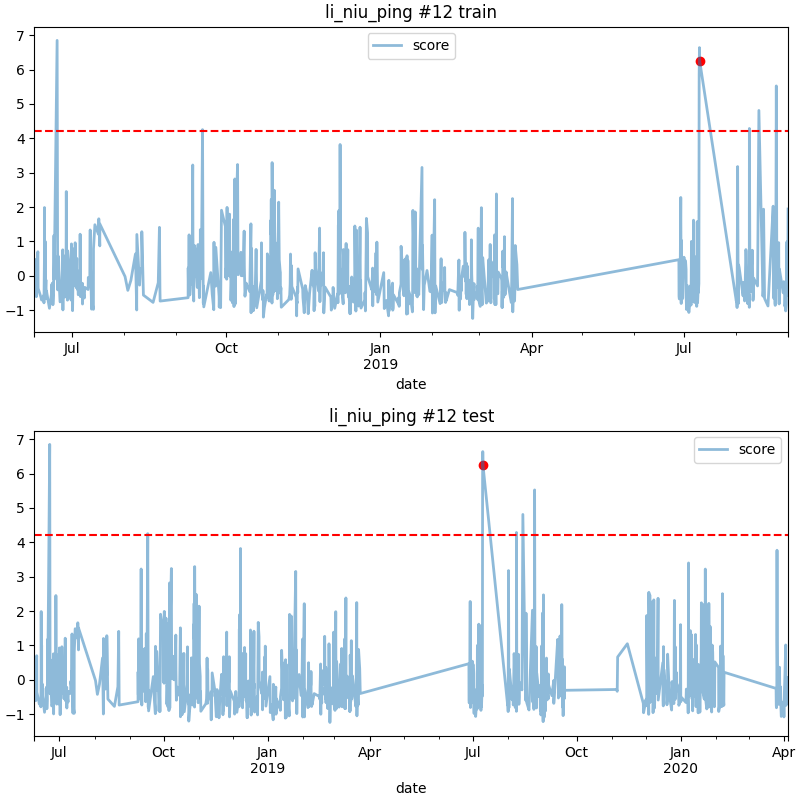 li_niu_ping #12 train
score
7
6
5
4
3
2
1
0
−1
Jul
Oct
Jan
2019
Apr
Jul
date
li_niu_ping #12 test
score
7
6
5
4
3
2
1
0
−1
Jul
Oct
Jan
2019
Apr
Jul
Oct
Jan
2020
Apr
date